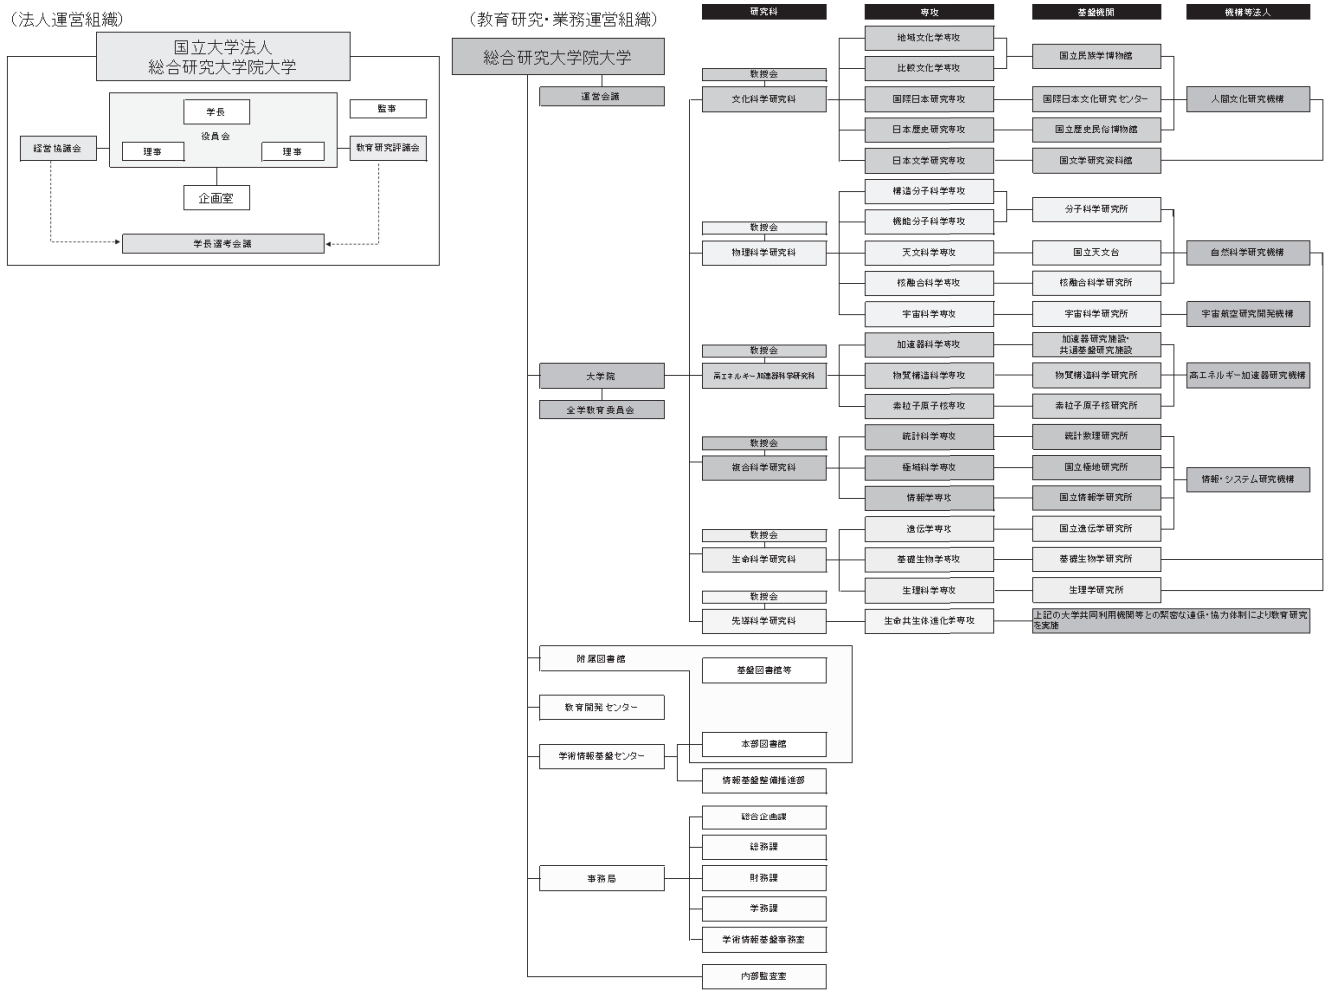 （法人運営組織）
国立大学法人
総合研究大学院大学
学長
監事
役員会
経営協議会
理事
理事
教育研究評議会
企画室
学長選考会議
（教育研究・業務運営組織）
総合研究大学院大学
運営会議
大学院
全学教育委員会
研究科
専攻
基盤機関
機構等法人
教授会
文化科学研究科
地域文化学専攻
比較文化学専攻
国際日本研究専攻
日本歴史研究専攻
日本文学研究専攻
国立民族学博物館
国際日本文化研究センター
国立歴史民俗博物館
国文学研究資料館
人間文化研究機構
教授会
物理科学研究科
構造分子科学専攻
機能分子科学専攻
天文科学専攻
核融合科学専攻
宇宙科学専攻
分子科学研究所
国立天文台
核融合科学研究所
宇宙科学研究所
自然科学研究機構
宇宙航空研究開発機構
教授会
高エネルギー加速器科学研究科
加速器科学専攻
物質構造科学専攻
素粒子原子核専攻
加速器研究施設・
共通基盤研究施設
物質構造科学研究所
素粒子原子核研究所
高エネルギー加速器研究機構
教授会
複合科学研究科
統計科学専攻
極域科学専攻
情報学専攻
統計数理研究所
国立極地研究所
国立情報学研究所
情報・システム研究機構
教授会
生命科学研究科
遺伝学専攻
基礎生物学専攻
生理科学専攻
国立遺伝学研究所
基礎生物学研究所
生理学研究所
教授会
先導科学研究科
生命共生体進化学専攻
上記の大学共同利用機関等との緊密な連係・協力体制により教育研究
を実施
附属図書館
基盤図書館等
教育開発センター
学術情報基盤センター
本部図書館
情報基盤整備推進部
事務局
総合企画課
総務課
財務課
学務課
学術情報基盤事務室
内部監査室